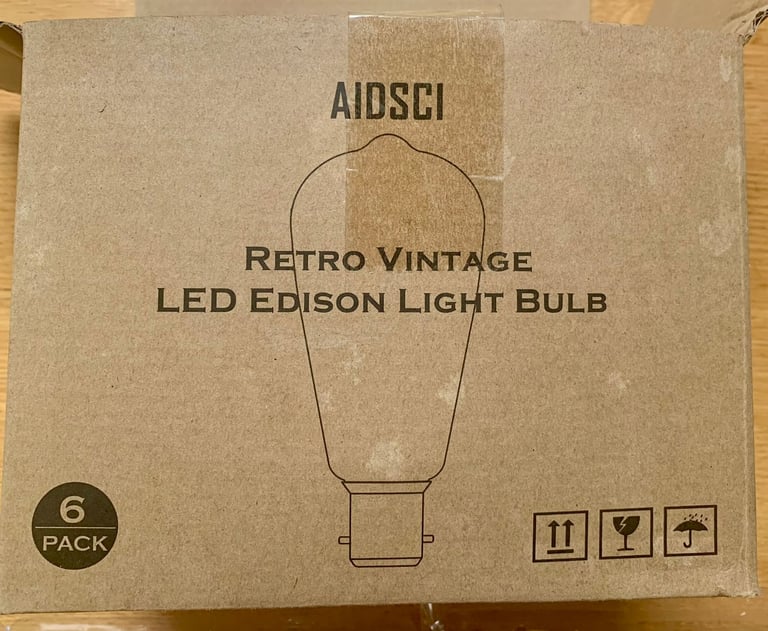 AIDSCI
RETRO VINTAGE
LED EDISON LIGHT BULB
6
PACK